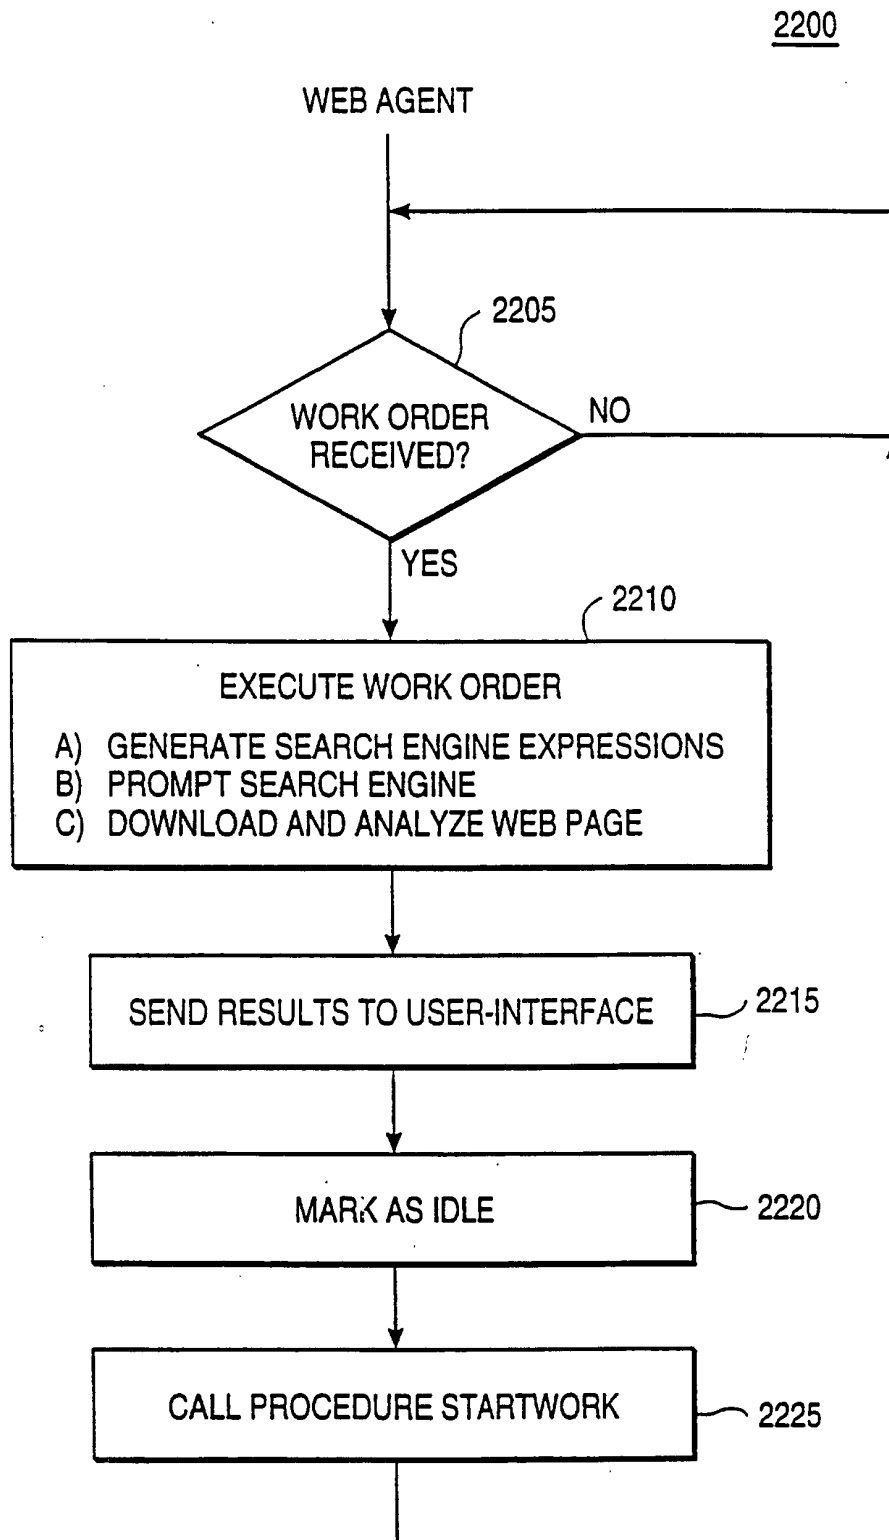 2200
WEB AGENT
2205
WORK ORDER
RECEIVED?
NO
YES
2210
EXECUTE WORK ORDER
A) GENERATE SEARCH ENGINE EXPRESSIONS
B) PROMPT SEARCH ENGINE
C) DOWNLOAD AND ANALYZE WEB PAGE
SEND RESULTS TO USER-INTERFACE
2215
MARK AS IDLE
2220
CALL PROCEDURE STARTWORK
2225